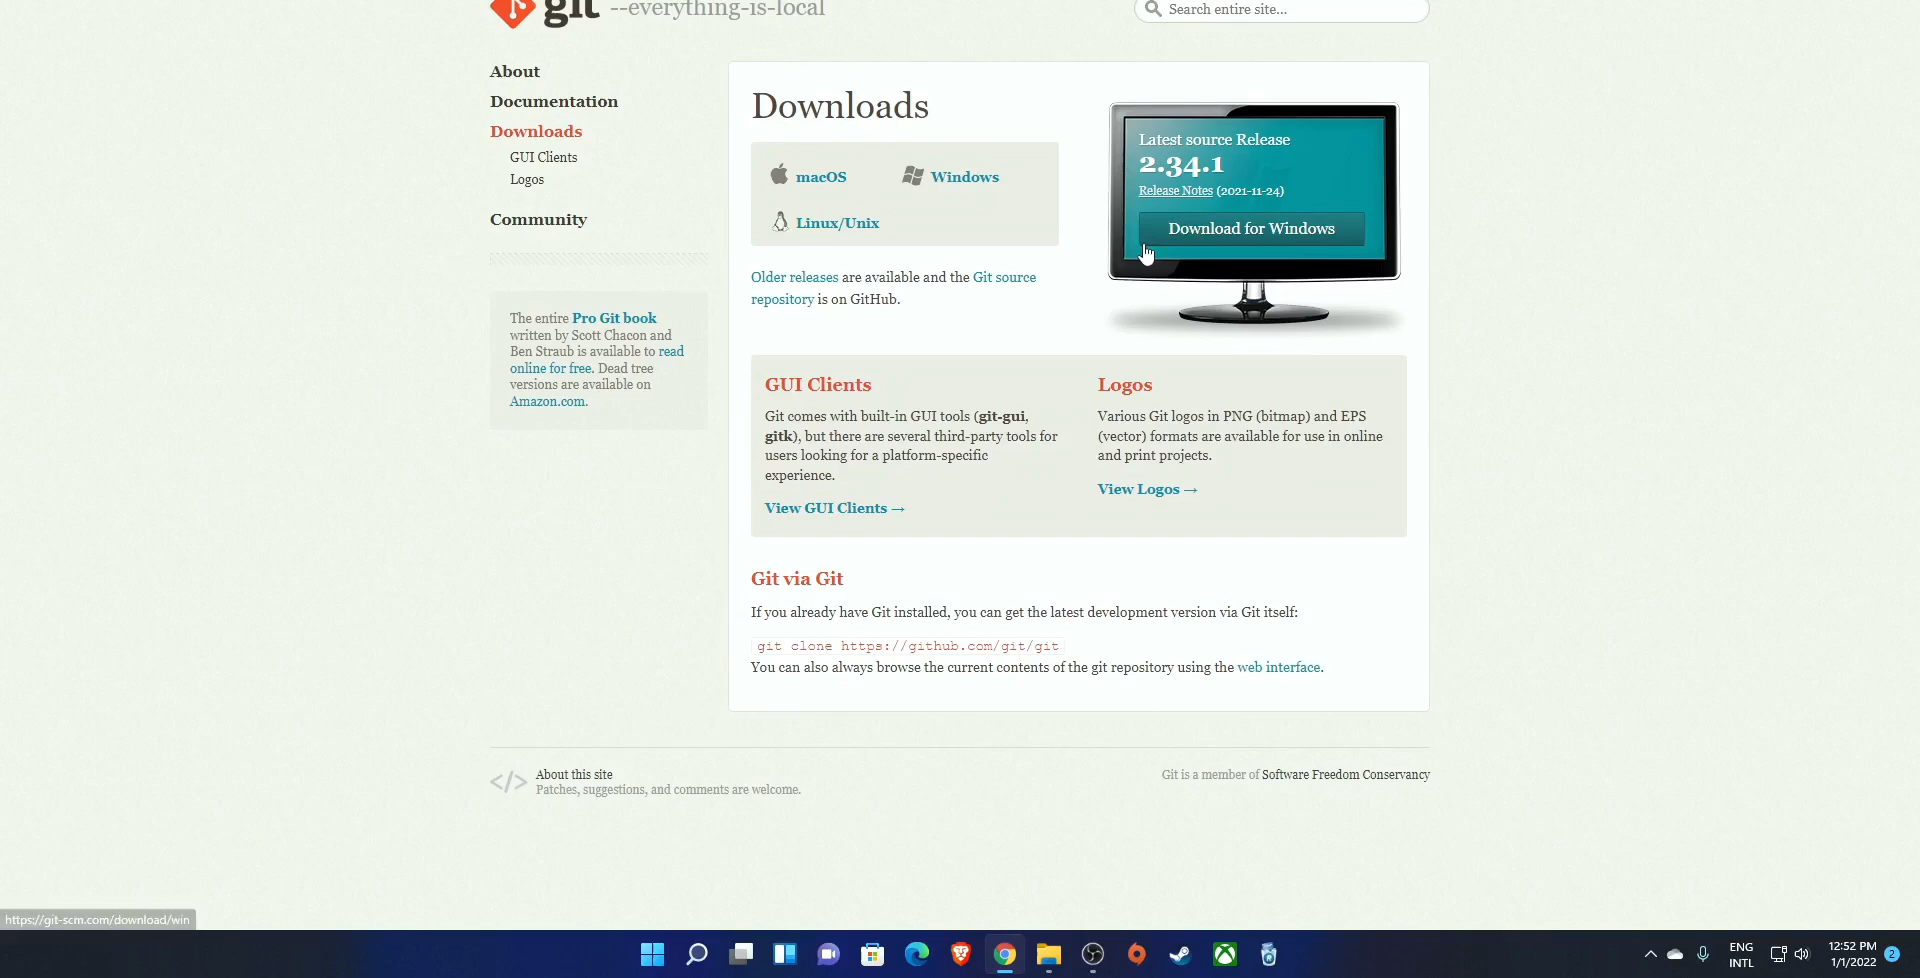 git --everything-is-local
Search entire site...
About
Documentation
Downloads
GUI Clients
Logos
Community
The entire Pro Git book
written by Scott Chacon and
Ben Straub is available to read
online for free. Dead tree
versions are available on
Amazon.com.
Downloads
macOS
Windows
Linux/Unix
Older releases are available and the Git source
repository is on GitHub.
Latest source Release
2.34.1
Release Notes (2021-11-24)
Download for Windows
GUI Clients
Git comes with built-in GUI tools (git-gui,
gitk), but there are several third-party tools for
users looking for a platform-specific
experience.
View GUI Clients →
Logos
Various Git logos in PNG (bitmap) and EPS
(vector) formats are available for use in online
and print projects.
View Logos →
Git via Git
If you already have Git installed, you can get the latest development version via Git itself:
git clone https://github.com/git/git
You can also always browse the current contents of the git repository using the web interface.
</>
About this site
Patches, suggestions, and comments are welcome.
Git is a member of Software Freedom Conservancy
https://git-scm.com/download/win
ENG
INTL
12:52 PM
1/1/2022
2